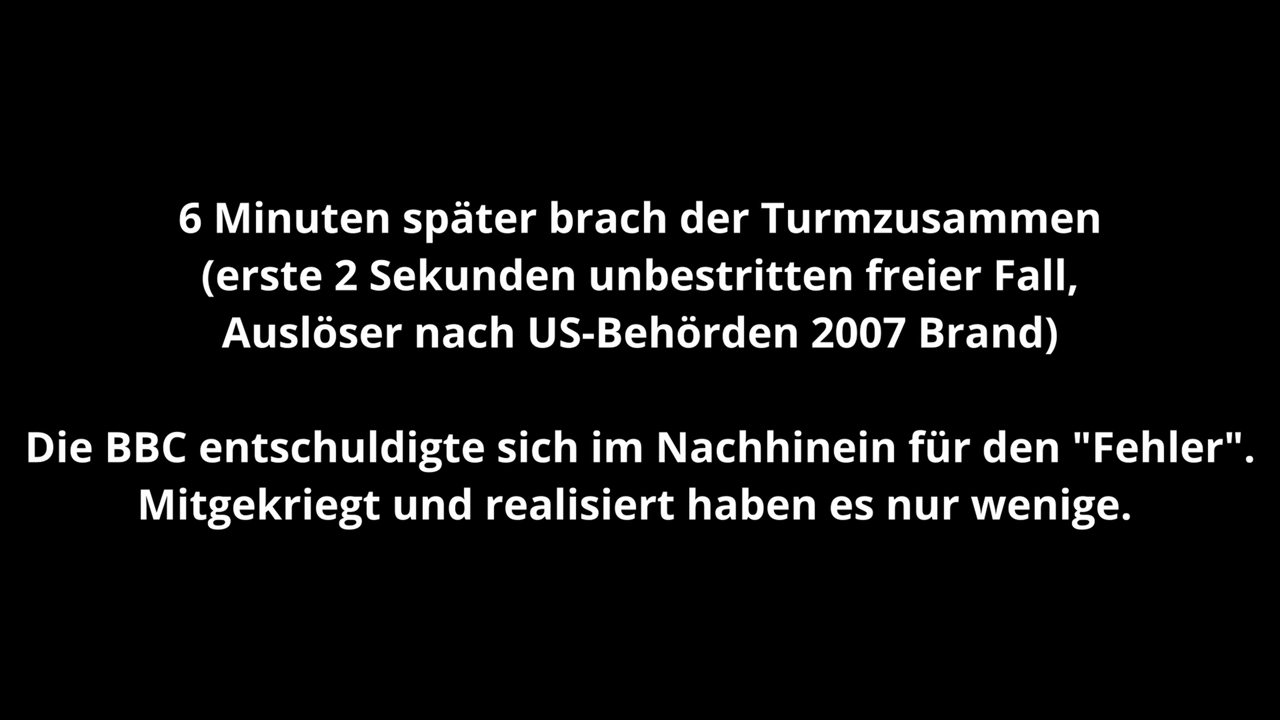 6 Minuten später brach der Turmzusammen
(erste 2 Sekunden unbestritten freier Fall,
Auslöser nach US-Behörden 2007 Brand)
Die BBC entschuldigte sich im Nachhinein für den "Fehler".
Mitgekriegt und realisiert haben es nur wenige.